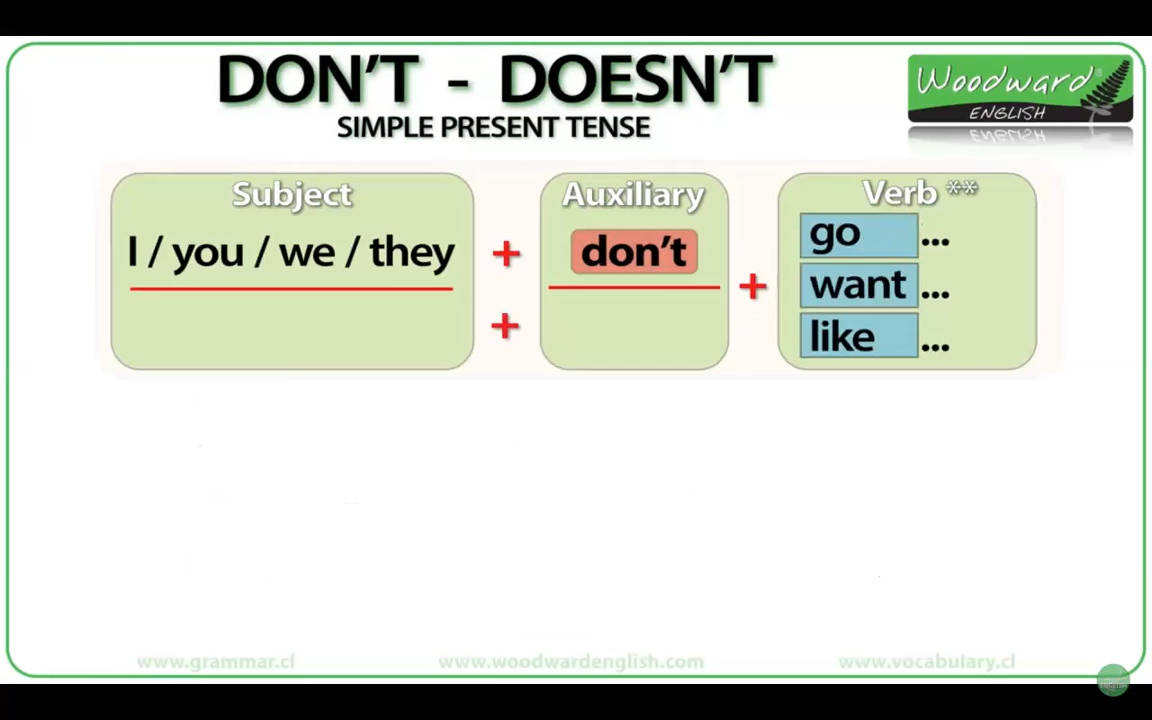 DON'T - DOESN'T
SIMPLE PRESENT TENSE
Woodward®
ENGLISH
Subject
Auxiliary
Verb **
I / you / we / they
+
don't
+
+
go ...
want ...
like ...
www.grammar.cl
www.woodwardenglish.com
www.vocabulary.cl